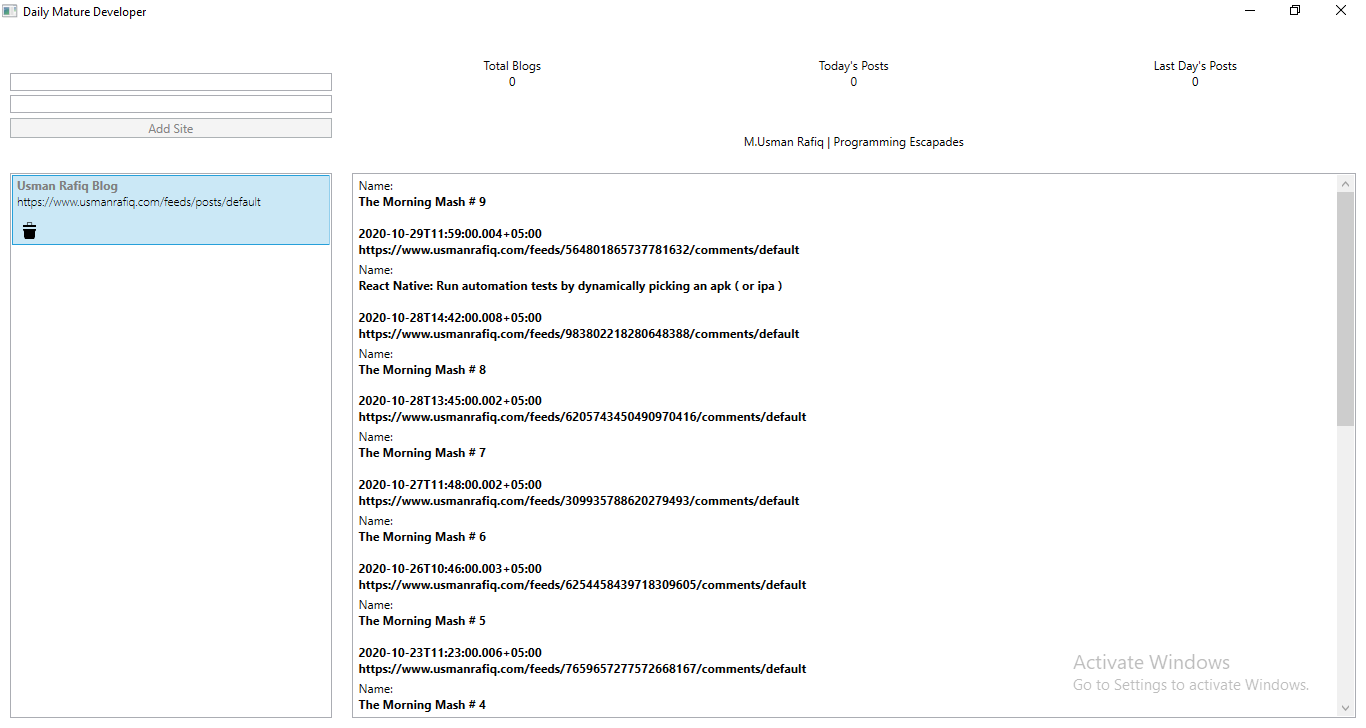 Daily Mature Developer
Total Blogs
0
Today's Posts
0
Last Day's Posts
0
Add Site
M.Usman Rafiq | Programming Escapades
Usman Rafiq Blog
https://www.usmanrafiq.com/feeds/posts/default
Name:
The Morning Mash # 9
2020-10-29T11:59:00.004+05:00
https://www.usmanrafiq.com/feeds/564801865737781632/comments/default
Name:
React Native: Run automation tests by dynamically picking an apk ( or ipa )
2020-10-28T14:42:00.008+05:00
https://www.usmanrafiq.com/feeds/983802218280648388/comments/default
Name:
The Morning Mash # 8
2020-10-28T13:45:00.002+05:00
https://www.usmanrafiq.com/feeds/6205743450490970416/comments/default
Name:
The Morning Mash # 7
2020-10-27T11:48:00.002+05:00
https://www.usmanrafiq.com/feeds/309935788620279493/comments/default
Name:
The Morning Mash # 6
2020-10-26T10:46:00.003+05:00
https://www.usmanrafiq.com/feeds/6254458439718309605/comments/default
Name:
The Morning Mash # 5
2020-10-23T11:23:00.006+05:00
https://www.usmanrafiq.com/feeds/7659657277572668167/comments/default
Name:
The Morning Mash # 4
Activate Windows
Go to Settings to activate Windows.